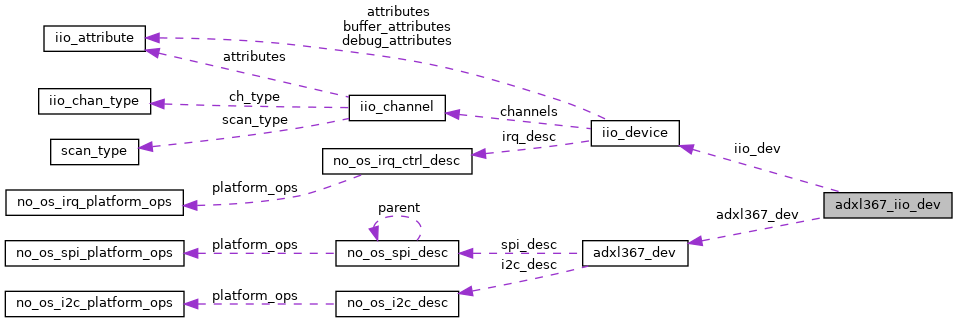 attributes
buffer_attributes
debug_attributes
iio_attribute
attributes
iio_chan_type
ch_type
iio_channel
channels
scan_type
iio_device
irq_desc
scan_type
no_os_irq_ctrl_desc
iio_dev
no_os_irq_platform_ops
platform_ops
adxl367_iio_dev
parent
adxl367_dev
no_os_spi_platform_ops
platform_ops
no_os_spi_desc
spi_desc
adxl367_dev
i2c_desc
no_os_i2c_platform_ops
platform_ops
no_os_i2c_desc